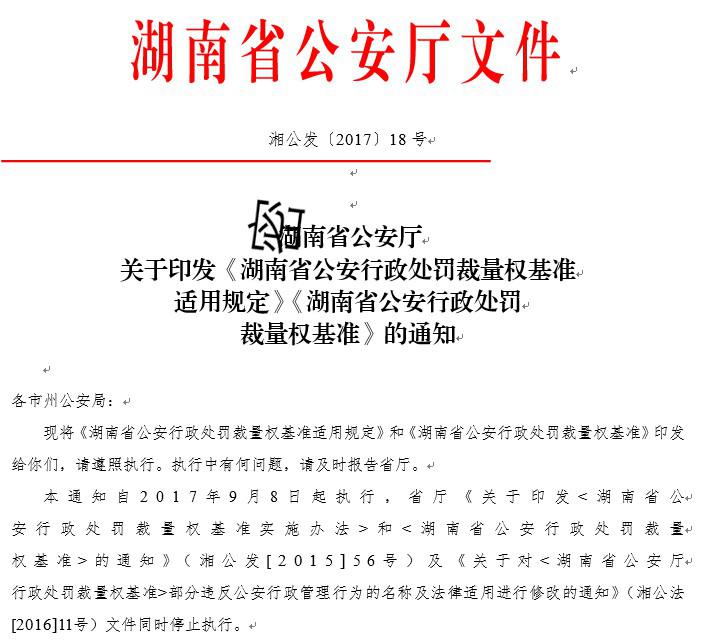 湖南省公安厅文件
湘公发〔2017〕18 号
密
湖南省公安厅
关于印发《湖南省公安行政处罚裁量权基准
适用规定》《湖南省公安行政处罚
裁量权基准》的通知
各市州公安局：
现将《湖南省公安行政处罚裁量权基准适用规定》和《湖南省公安行政处罚裁量权基准》印发
给你们，请遵照执行。执行中有何问题，请及时报告省厅。
本通知自2017年9月8日起执行，省厅《关于印发<湖南省公
安行政处罚裁量权基准实施办法>和<湖南省公安行政处罚裁量
权基准>的通知》（湘公发[2015]56号）及《关于对<湖南省公安厅
行政处罚裁量权基准>部分违反公安行政管理行为的名称及法律适用进行修改的通知》（湘公法
[2016]11号）文件同时停止执行。